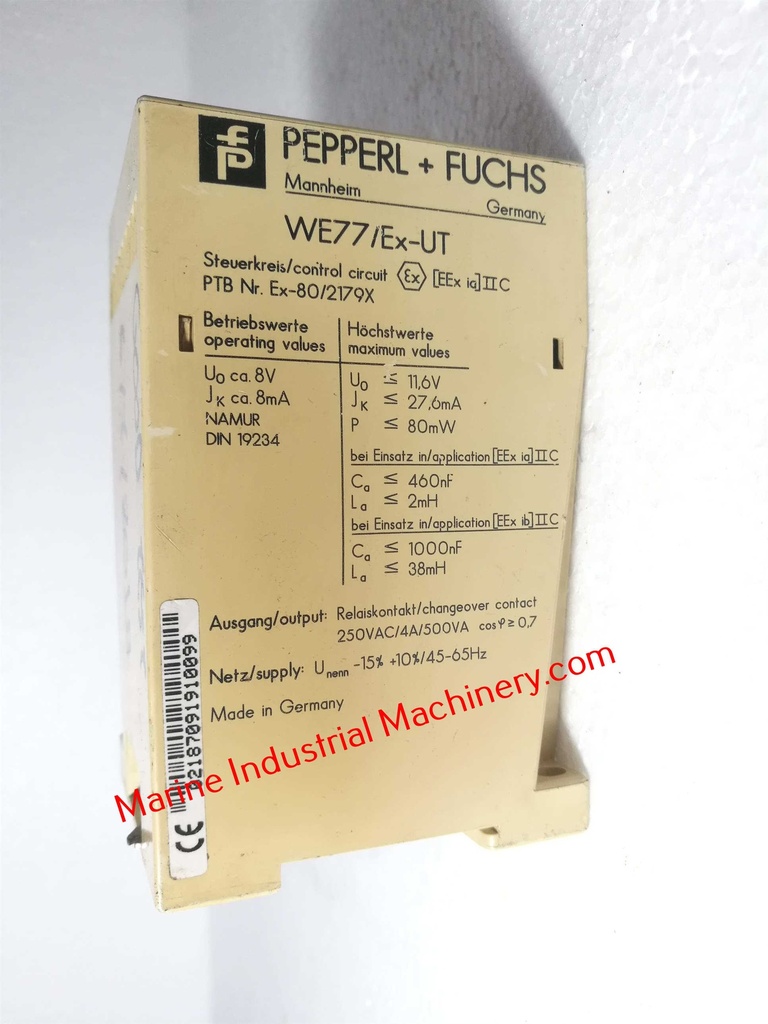 PEPPERL + FUCHS
Mannheim Germany
WE77/Ex-UT
Steuerkreis/control circuit Ex [EEx ia] IIC
PTB Nr. Ex-80/2179X
Betriebswerte
operating values
U₀ ca. 8V
Jₖ ca. 8mA
NAMUR
DIN 19234
Höchstwerte
maximum values
U₀ ≤ 11,6V
Jₖ ≤ 27,6mA
P ≤ 80mW
bei Einsatz in/application [EEx ia] IIC
Cₐ ≤ 460nF
Lₐ ≤ 2mH
bei Einsatz in/application [EEx ib] IIC
Cₐ ≤ 1000nF
Lₐ ≤ 38mH
Ausgang/output: Relaiskontakt/changeover contact
250VAC/4A/500VA cos φ ≥ 0,7
Netz/supply: Uₙₑₙₙ -15% +10%/45-65Hz
Made in Germany
CE
Marine Industrial Machinery.com